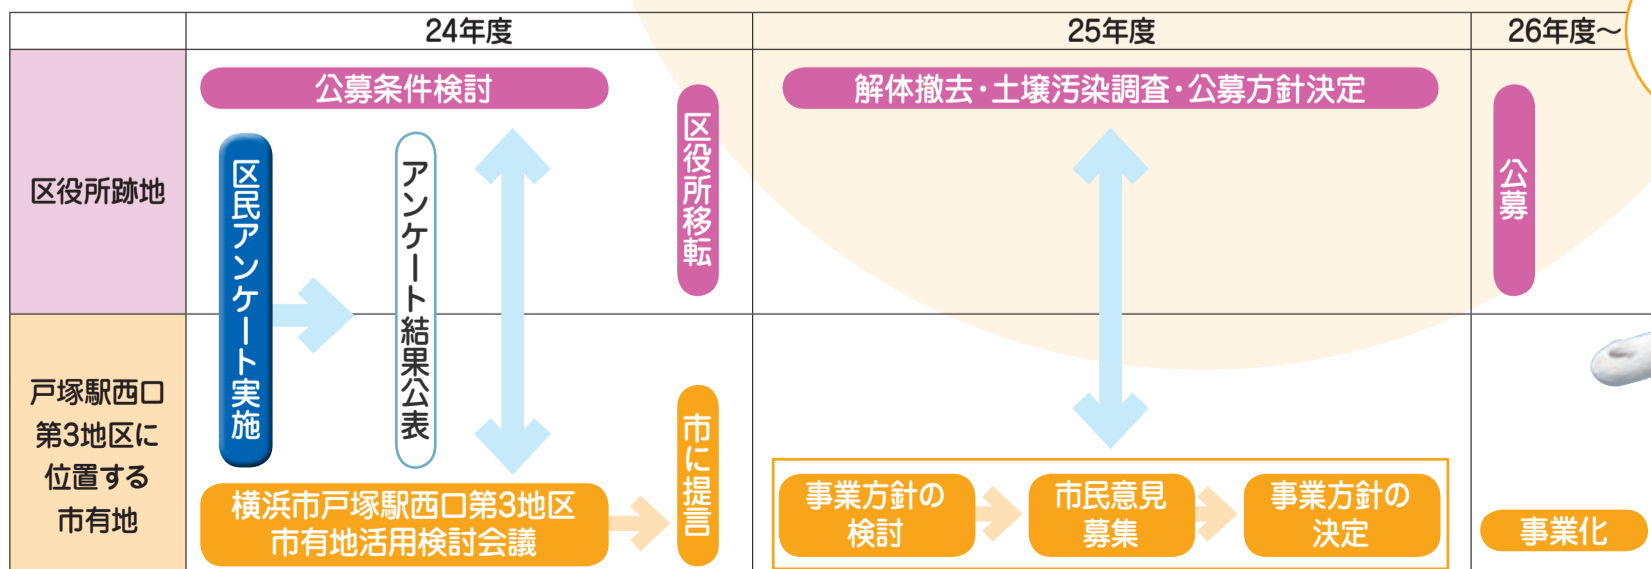 24年度
25年度
26年度~
区役所跡地
公募条件検討
区民アンケート実施
アンケート結果公表
区役所移転
解体撤去・土壌汚染調査・公募方針決定
公募
戸塚駅西口
第3地区に
位置する
市有地
横浜市戸塚駅西口第3地区
市有地活用検討会議
市に提言
事業方針の
検討
市民意見
募集
事業方針の
決定
事業化